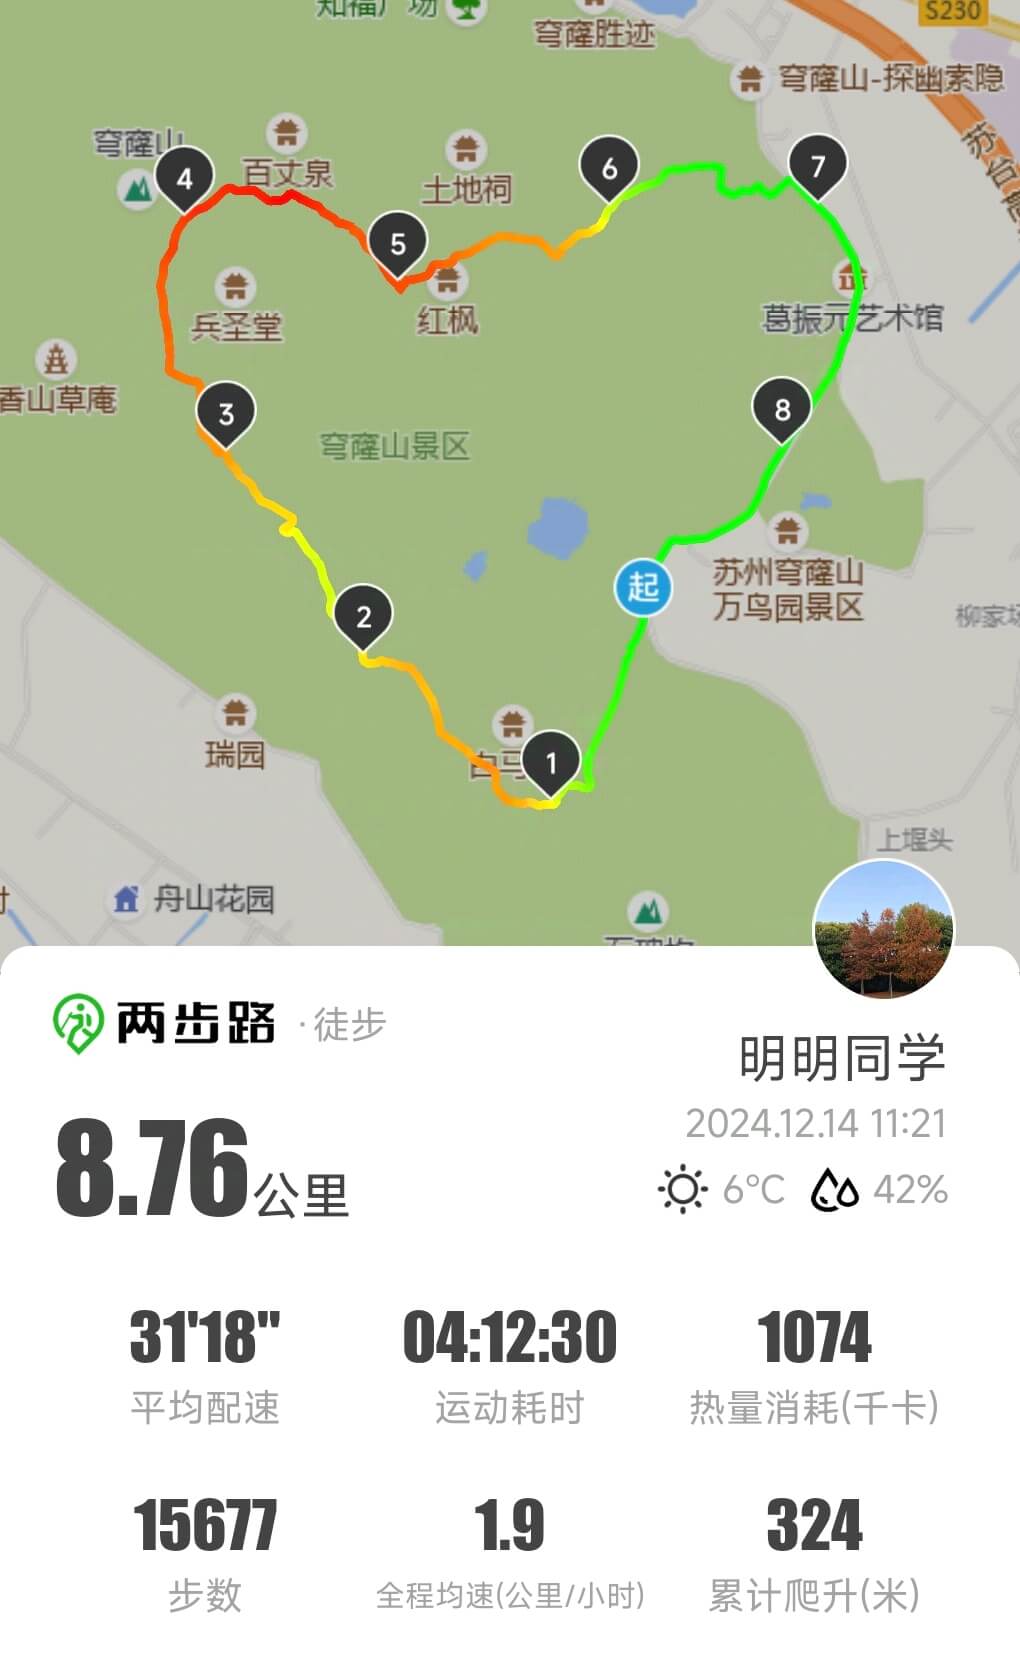 知福广场
穹窿胜迹
S230
穹窿山-探幽索隐
穹窿山
百丈泉
土地祠
4
5
6
7
苏台高
兵圣堂
红枫
葛振元艺术馆
香山草庵
3
穹窿山景区
8
起
苏州穹窿山
万鸟园景区
柳家场
2
瑞园
白马
1
上堰头
舟山花园
两步路 ·徒步
明明同学
2024.12.14 11:21
6°C 42%
8.76公里
31'18" 04:12:30 1074
平均配速 运动耗时 热量消耗(千卡)
15677 1.9 324
步数 全程均速(公里/小时) 累计爬升(米)